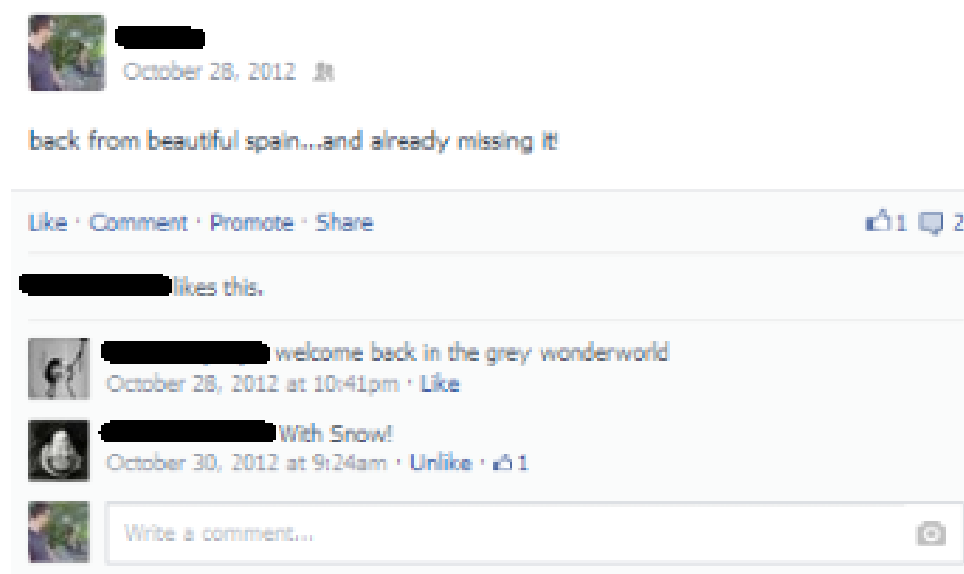 October 28, 2012
back from beautiful spain...and already missing it!
Like · Comment · Promote · Share
1 2
likes this.
welcome back in the grey wonderworld
October 28, 2012 at 10:41pm · Like
With Snow!
October 30, 2012 at 9:24am · Unlike · 1
Write a comment...